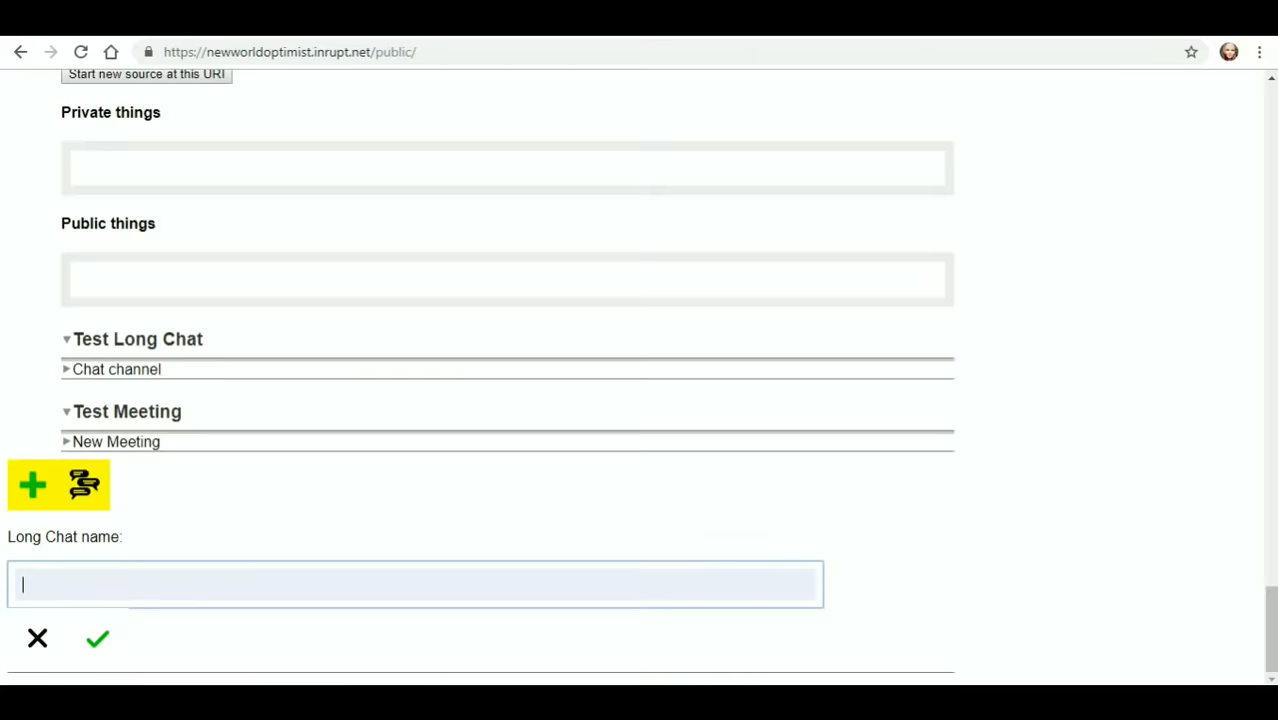 https://newworldoptimist.inrupt.net/public/
Start new source at this URI
Private things
Public things
Test Long Chat
Chat channel
Test Meeting
New Meeting
Long Chat name: